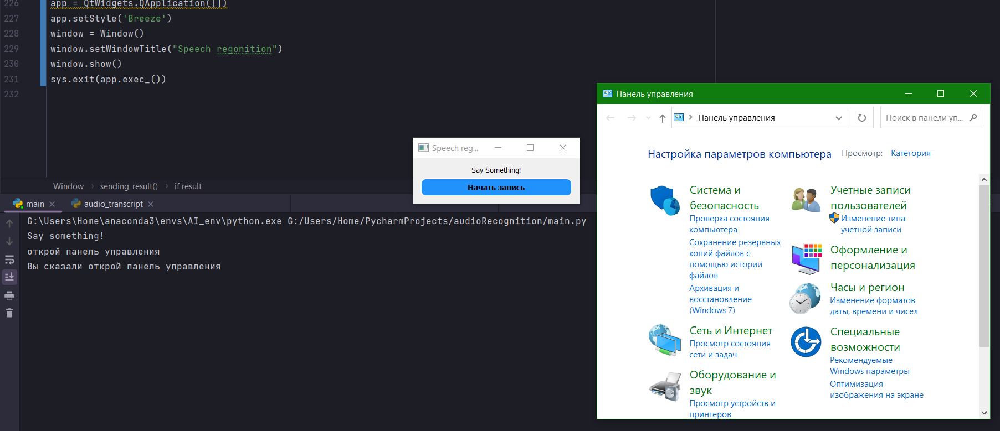 226 app = QtWidgets.QApplication([])
227 app.setStyle('Breeze')
228 window = Window()
229 window.setWindowTitle("Speech regonition")
230 window.show()
231 sys.exit(app.exec_())
232
Window › sending_result() › if result
main
audio_transcript
G:\Users\Home\anaconda3\envs\AI_env\python.exe G:/Users/Home/PycharmProjects/audioRecognition/main.py
Say something!
открой панель управления
Вы сказали открой панель управления
Speech reg...
Say Something!
Начать запись
Панель управления
Панель управления
Поиск в панели уп...
Настройка параметров компьютера
Просмотр: Категория
Система и
безопасность
Проверка состояния
компьютера
Сохранение резервных
копий файлов с
помощью истории
файлов
Архивация и
восстановление
(Windows 7)
Сеть и Интернет
Просмотр состояния
сети и задач
Оборудование и
звук
Просмотр устройств и
принтеров
Учетные записи
пользователей
Изменение типа
учетной записи
Оформление и
персонализация
Часы и регион
Изменение форматов
даты, времени и чисел
Специальные
возможности
Рекомендуемые
Windows параметры
Оптимизация
изображения на экране